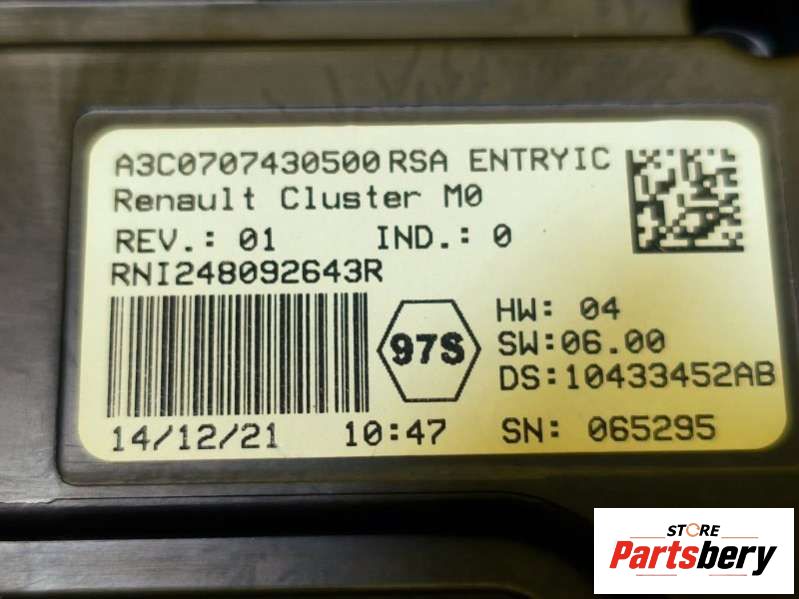 A3C0707430500 RSA ENTRYIC
Renault Cluster M0
REV.: 01 IND.: 0
RNI248092643R
97S
HW: 04
SW:06.00
DS:10433452AB
14/12/21 10:47 SN: 065295
STORE
Partsbery